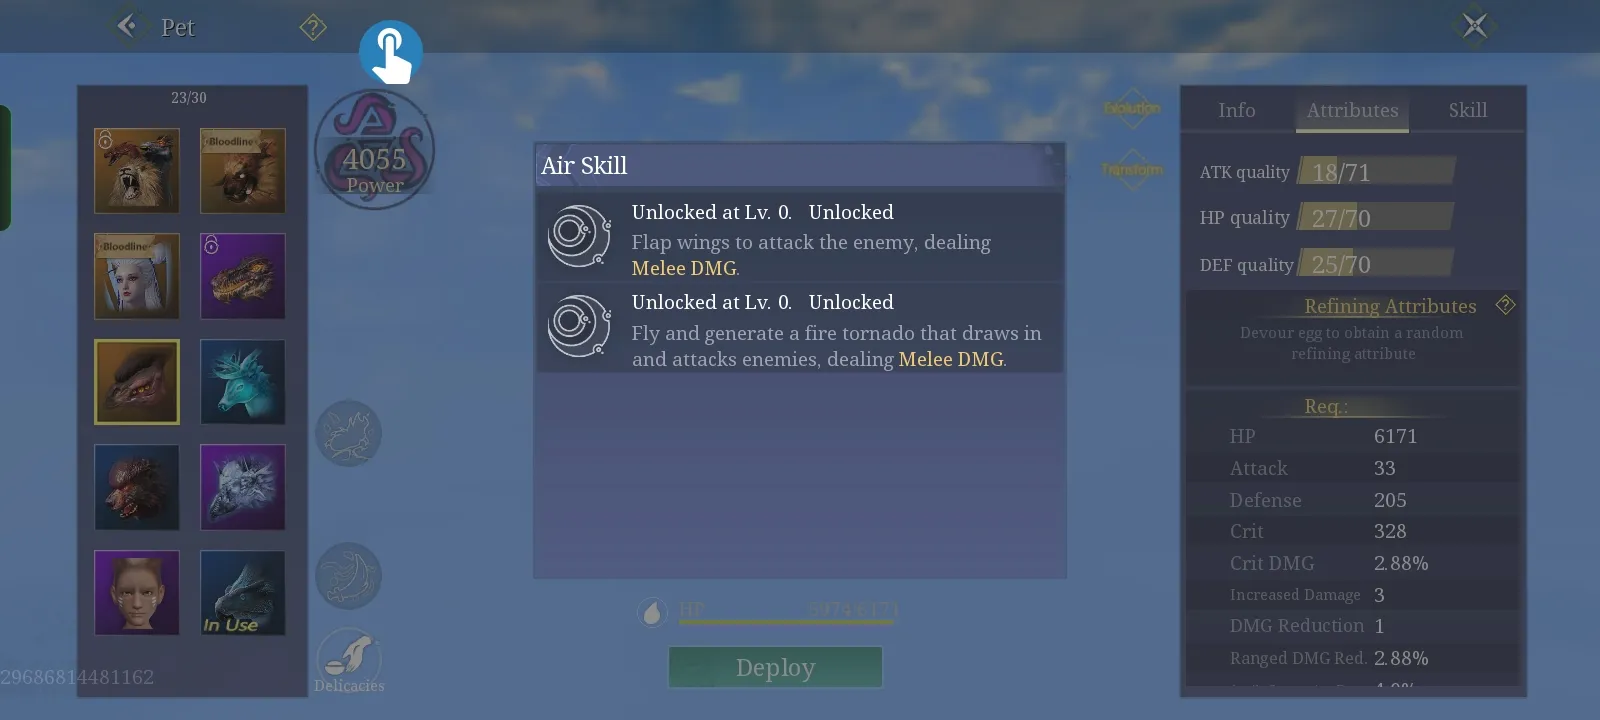 Pet
?
23/30
Bloodline
Bloodline
In Use
4055
Power
Delicacies
29686814481162
Air Skill
Unlocked at Lv. 0. Unlocked
Flap wings to attack the enemy, dealing
Melee DMG.
Unlocked at Lv. 0. Unlocked
Fly and generate a fire tornado that draws in
and attacks enemies, dealing Melee DMG.
HP 5974/6171
Deploy
Evolution
Transform
Info Attributes Skill
ATK quality 18/71
HP quality 27/70
DEF quality 25/70
Refining Attributes ?
Devour egg to obtain a random
refining attribute
Req.:
HP 6171
Attack 33
Defense 205
Crit 328
Crit DMG 2.88%
Increased Damage 3
DMG Reduction 1
Ranged DMG Red. 2.88%